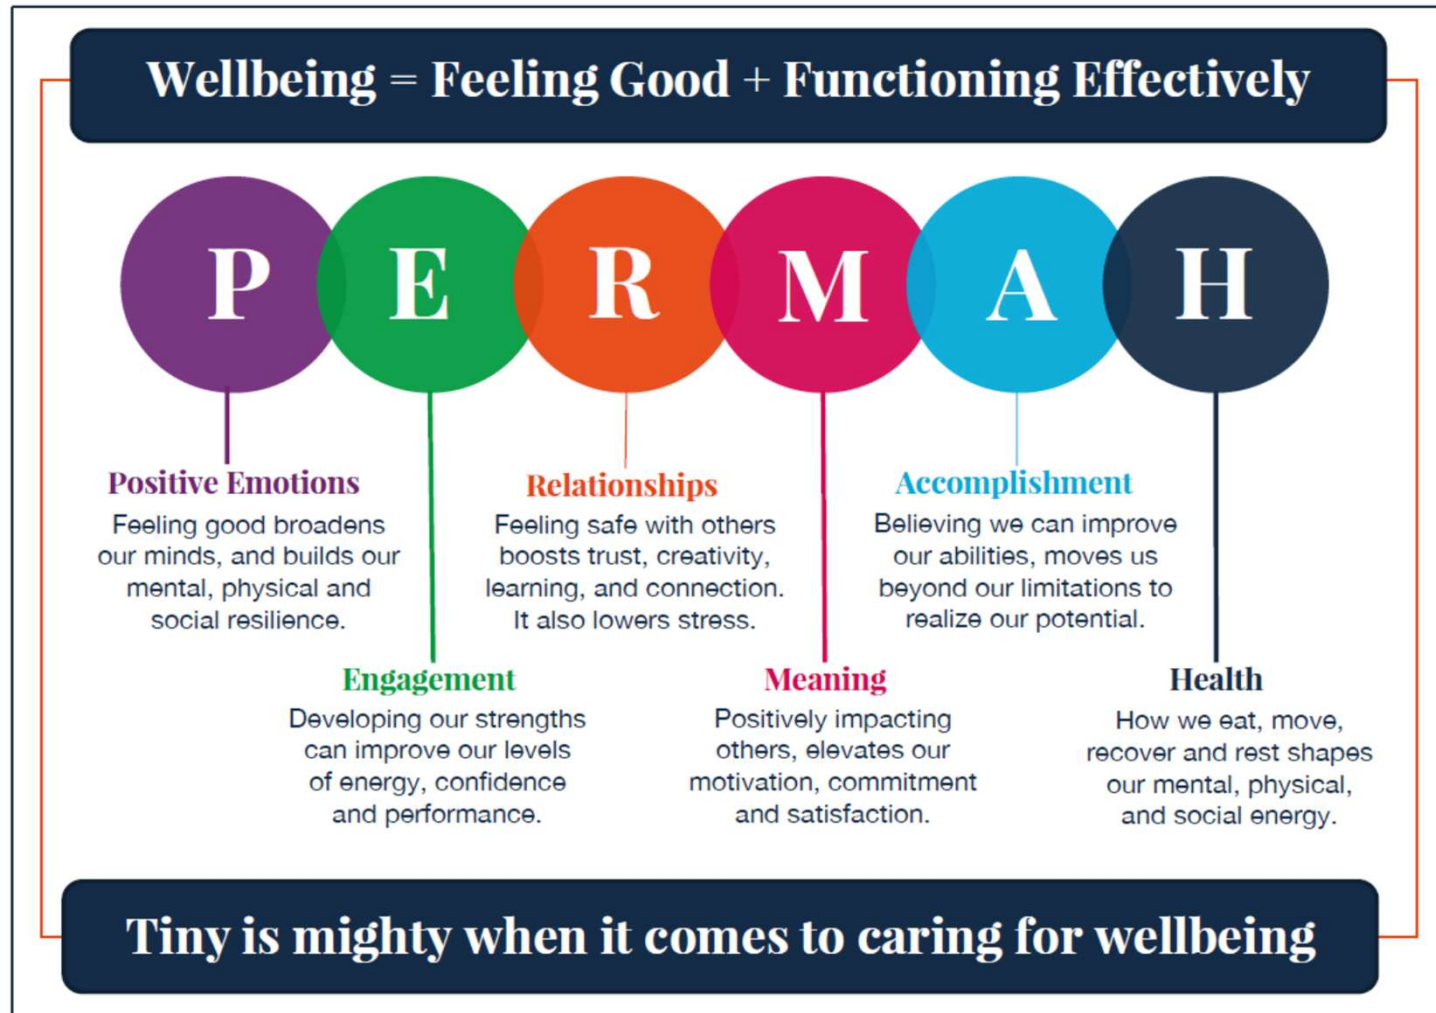 Wellbeing = Feeling Good + Functioning Effectively
P E R M A H
Positive Emotions
Feeling good broadens
our minds, and builds our
mental, physical and
social resilience.
Engagement
Developing our strengths
can improve our levels
of energy, confidence
and performance.
Relationships
Feeling safe with others
boosts trust, creativity,
learning, and connection.
It also lowers stress.
Meaning
Positively impacting
others, elevates our
motivation, commitment
and satisfaction.
Accomplishment
Believing we can improve
our abilities, moves us
beyond our limitations to
realize our potential.
Health
How we eat, move,
recover and rest shapes
our mental, physical,
and social energy.
Tiny is mighty when it comes to caring for wellbeing